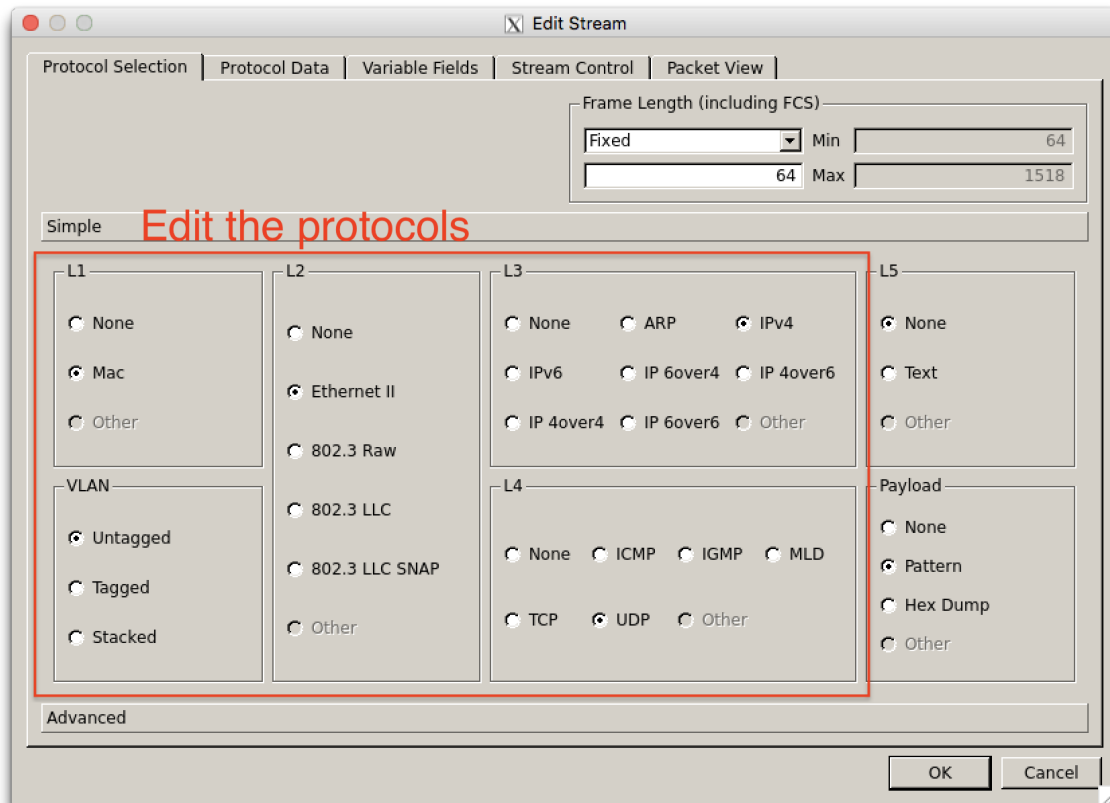 Edit Stream
Protocol Selection
Protocol Data
Variable Fields
Stream Control
Packet View
Frame Length (including FCS)
Fixed
Min
64
64
Max
1518
Simple
Edit the protocols
L1
None
Mac
Other
VLAN
Untagged
Tagged
Stacked
L2
None
Ethernet II
802.3 Raw
802.3 LLC
802.3 LLC SNAP
Other
L3
None
ARP
IPv4
IPv6
IP 6over4
IP 4over6
IP 4over4
IP 6over6
Other
L4
None
ICMP
IGMP
MLD
TCP
UDP
Other
L5
None
Text
Other
Payload
None
Pattern
Hex Dump
Other
Advanced
OK
Cancel